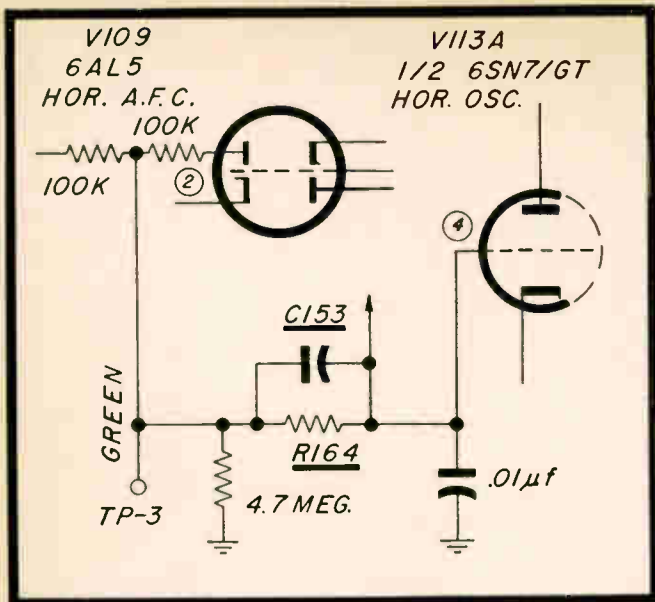 V109
6AL5
HOR. A.F.C.
100K
100K
2
V113A
1/2 6SN7/GT
HOR. OSC.
4
C153
GREEN
R164
TP-3
4.7 MEG.
.01µf